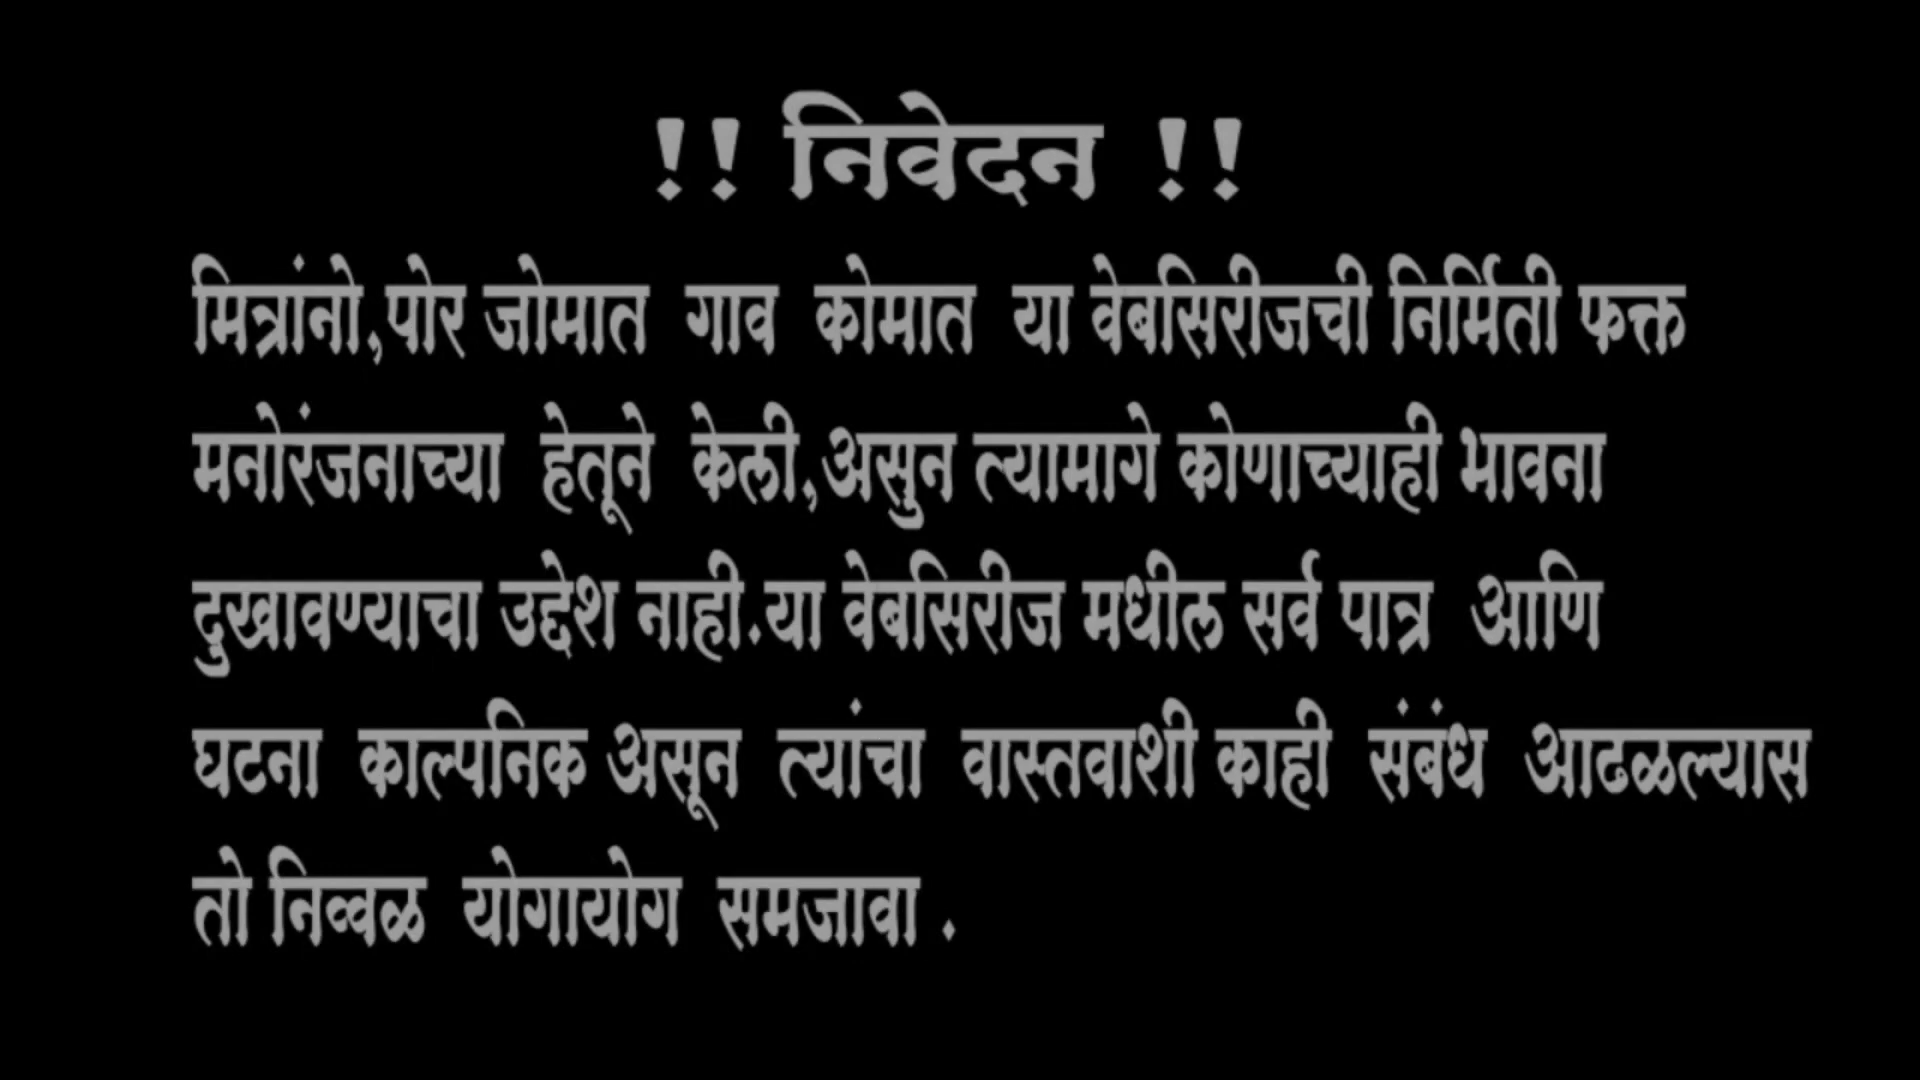 !! निवेदन !!
मित्रांनो,पोर जोमात गाव कोमात या वेबसिरीजची निर्मिती फक्त
मनोरंजनाच्या हेतूने केली,असुन त्यामागे कोणाच्याही भावना
दुखावण्याचा उद्देश नाही.या वेबसिरीज मधील सर्व पात्र आणि
घटना काल्पनिक असून त्यांचा वास्तवाशी काही संबंध आढळल्यास
तो निव्वळ योगायोग समजावा .